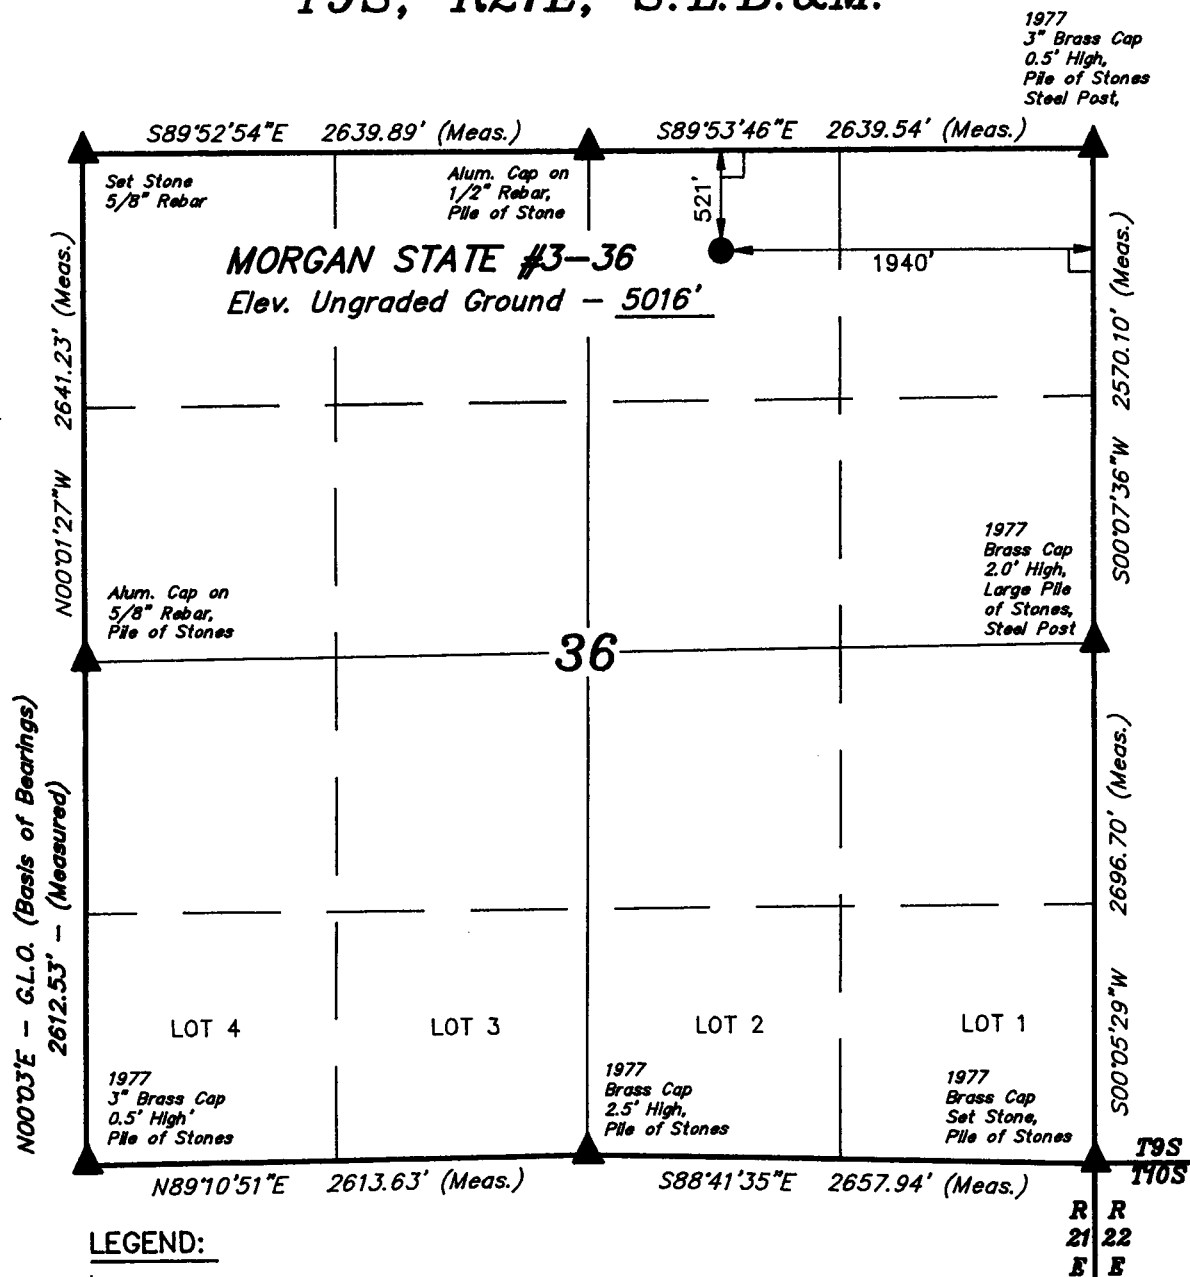 T9S, R21E, S.L.B.&M.
1977
3" Brass Cap
0.5' High,
Pile of Stones
Steel Post,
S89°52'54"E 2639.89' (Meas.)
S89°53'46"E 2639.54' (Meas.)
Set Stone
5/8" Rebar
Alum. Cap on
1/2" Rebar,
Pile of Stone
521'
1940'
MORGAN STATE #3-36
Elev. Ungraded Ground - 5016'
N00°01'27"W 2641.23' (Meas.)
S00°07'36"W 2570.10' (Meas.)
1977
Brass Cap
2.0' High,
Large Pile
of Stones,
Steel Post
Alum. Cap on
5/8" Rebar,
Pile of Stones
36
N00°03'E - G.L.O. (Basis of Bearings)
2612.53' - (Measured)
S00°05'29"W 2696.70' (Meas.)
LOT 4
LOT 3
LOT 2
LOT 1
1977
3" Brass Cap
0.5' High'
Pile of Stones
1977
Brass Cap
2.5' High,
Pile of Stones
1977
Brass Cap
Set Stone,
Pile of Stones
T9S
T10S
N89°10'51"E 2613.63' (Meas.)
S88°41'35"E 2657.94' (Meas.)
R R
21 22
E E
LEGEND: